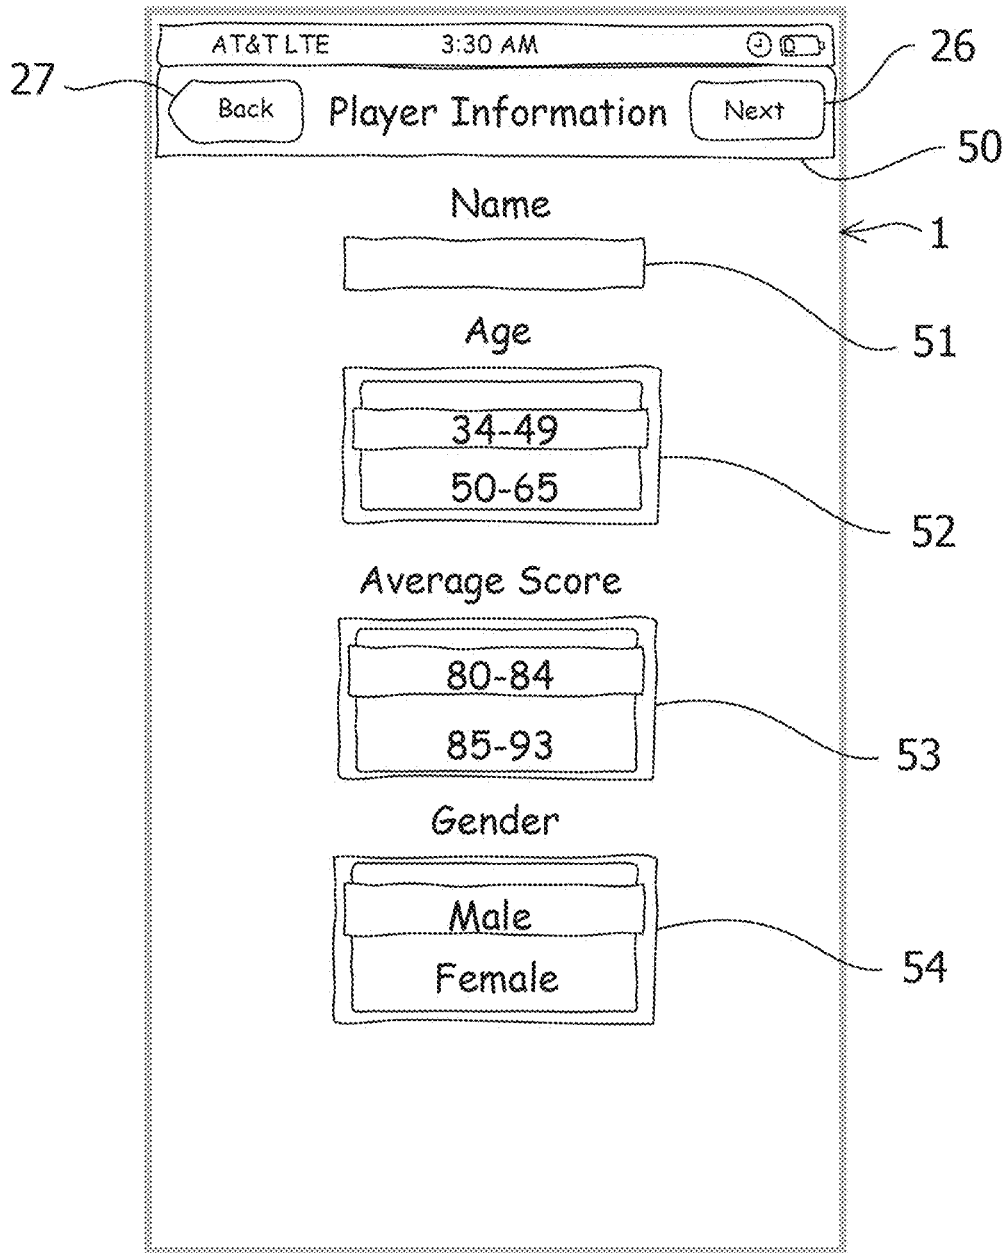 AT&T LTE 3:30 AM
26
27
Back Player Information Next
50
Name
1
51
Age
34-49
50-65
52
Average Score
80-84
85-93
53
Gender
Male
Female
54